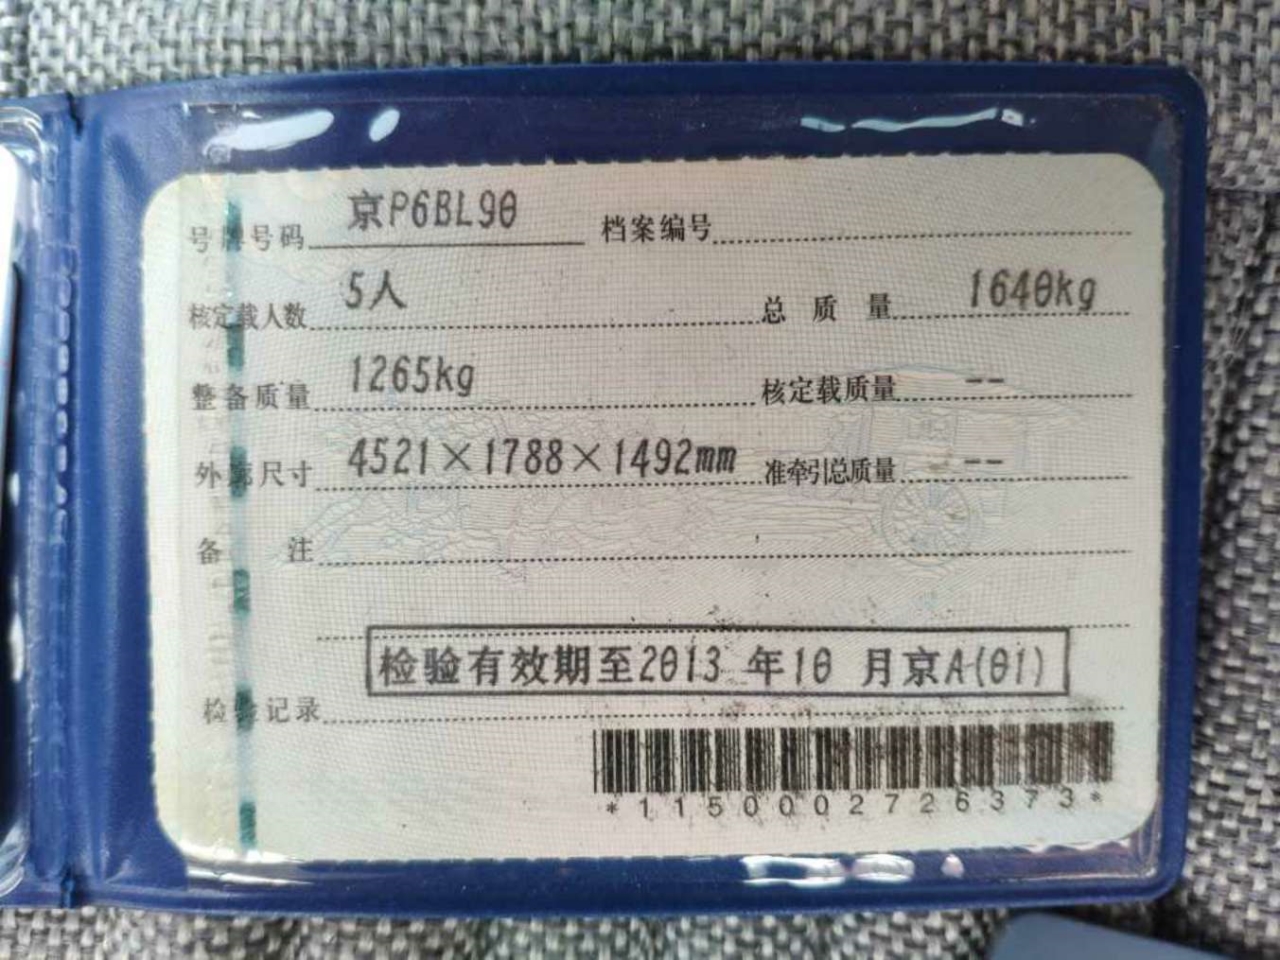 号牌号码 京P6BL90 档案编号
核定载人数 5人 总质量 1640kg
整备质量 1265kg 核定载质量 --
外廓尺寸 4521×1788×1492mm 准牵引总质量 --
备注
检验有效期至2013 年10 月京A(01)
检验记录
*1150002726373*